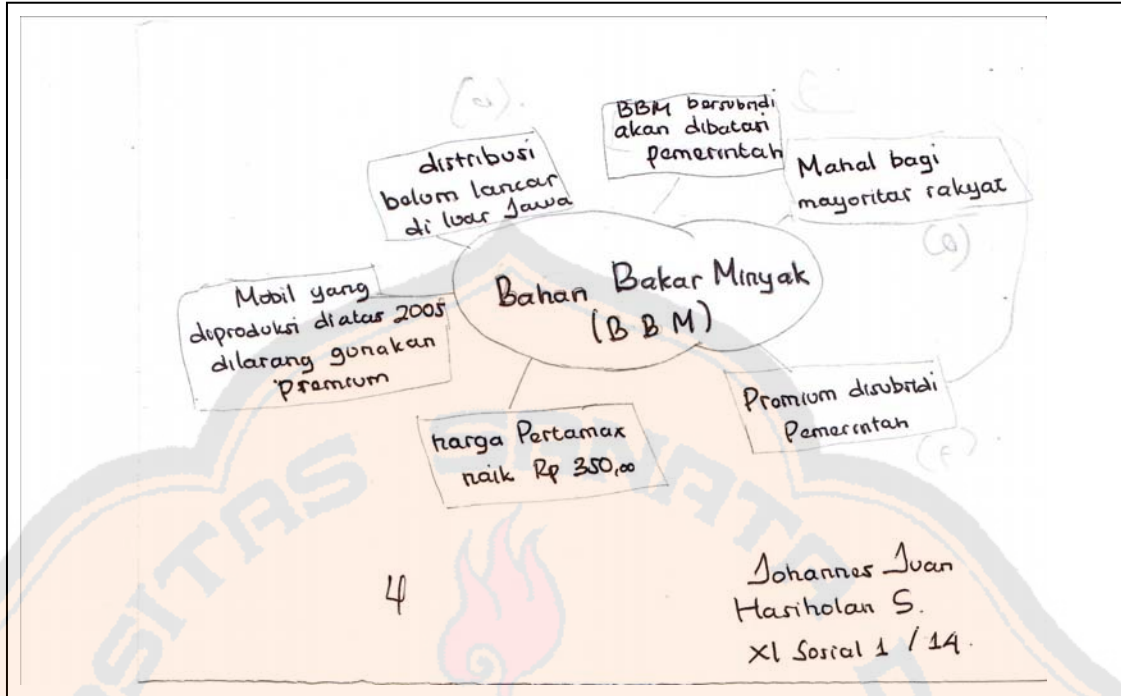 (a).
BBM bersubsidi
akan dibatasi
pemerintah
distribusi
belum lancar
di luar Jawa
Mahal bagi
mayoritas rakyat
(a)
Mobil yang
diproduksi diatas 2005
dilarang gunakan
Premium
Bahan Bakar Minyak
(BBM)
Premium disubsidi
Pemerintah
harga Pertamax
naik Rp 350,00
4
Johannes Juan
Hasiholan S.
XI Sosial 1 / 14.